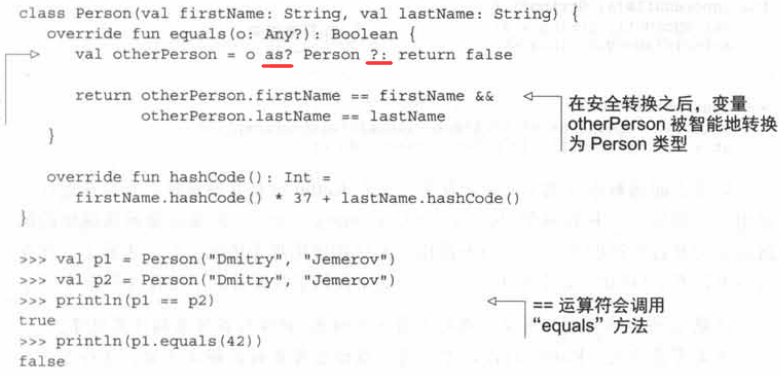 class Person(val firstName: String, val lastName: String) {
override fun equals(o: Any?): Boolean {
val otherPerson = o as? Person ?: return false
return otherPerson.firstName == firstName &&
otherPerson.lastName == lastName
}
在安全转换之后，变量
otherPerson 被智能地转换
为 Person 类型
override fun hashCode(): Int =
firstName.hashCode() * 37 + lastName.hashCode()
}
>>> val p1 = Person("Dmitry", "Jemerov")
>>> val p2 = Person("Dmitry", "Jemerov")
>>> println(p1 == p2)
== 运算符会调用
“equals” 方法
true
>>> println(p1.equals(42))
false